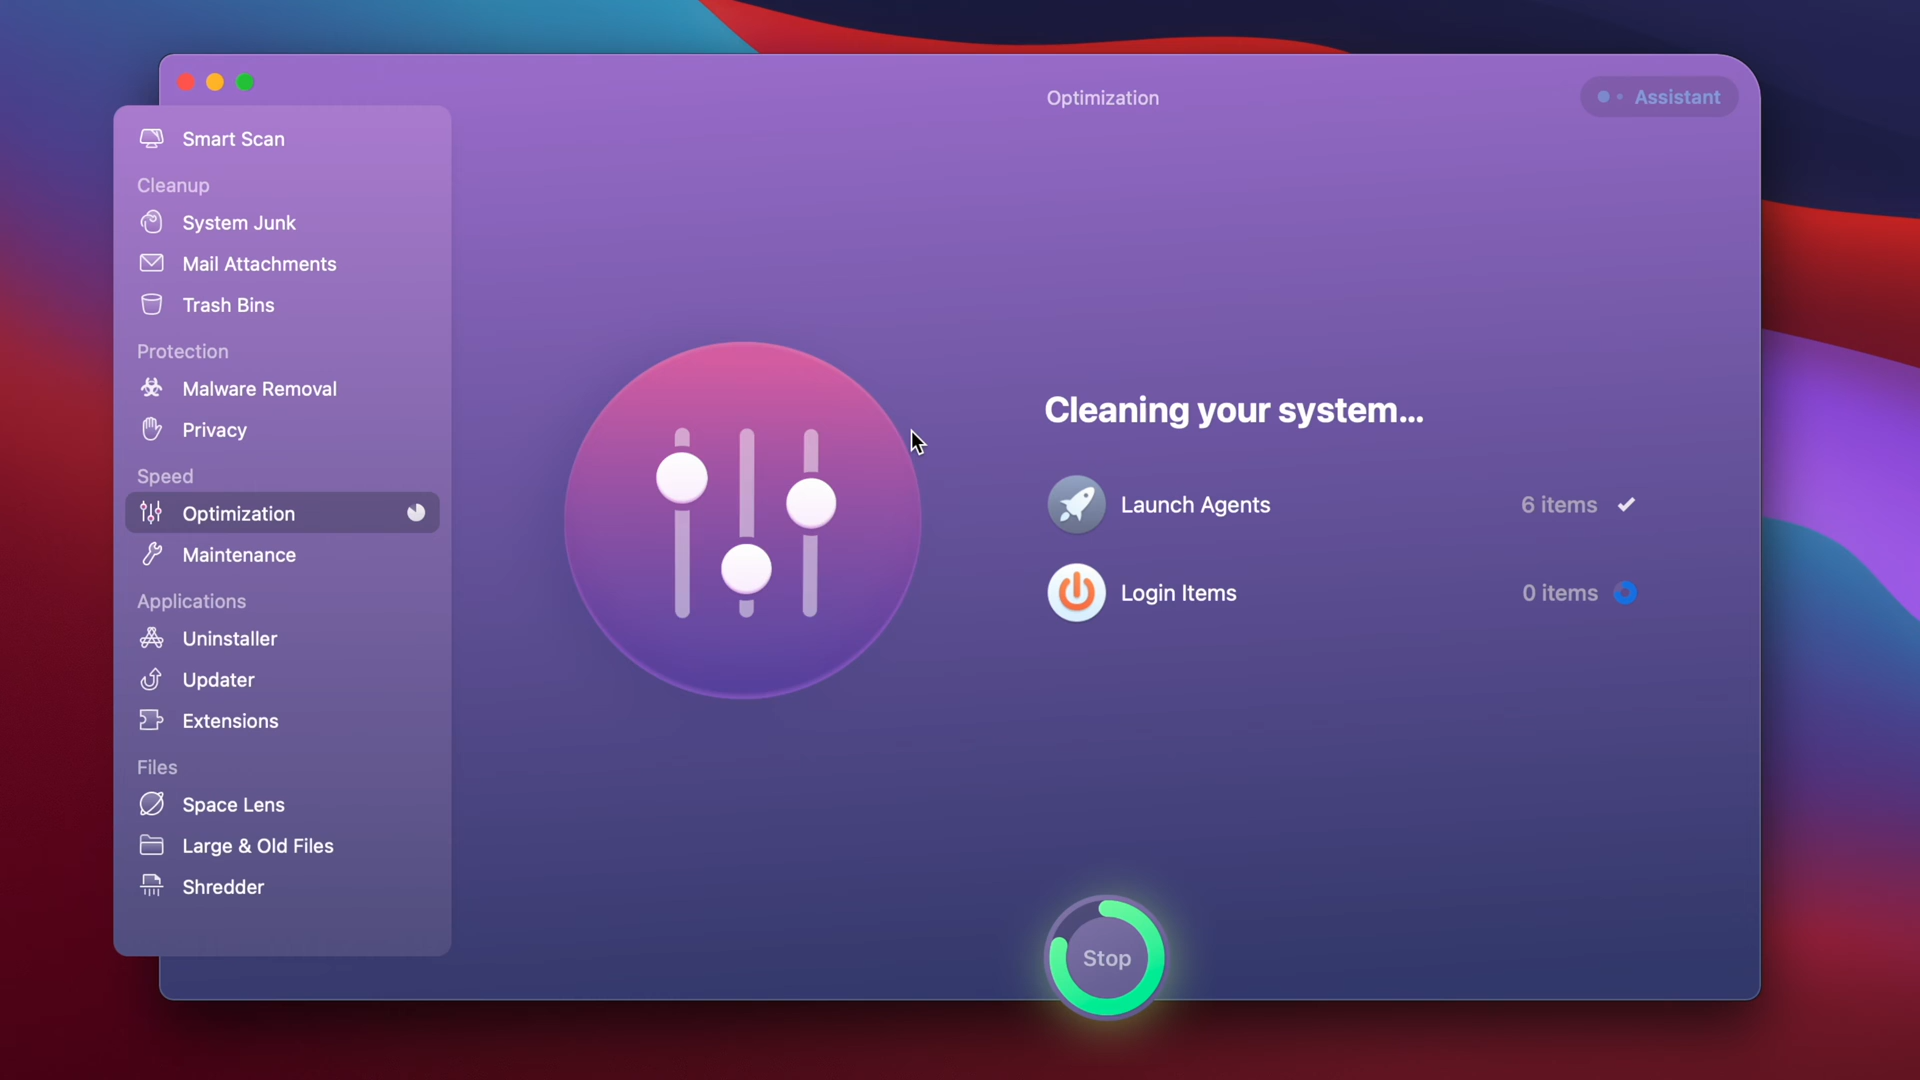 Optimization
Assistant
Smart Scan
Cleanup
System Junk
Mail Attachments
Trash Bins
Protection
Malware Removal
Privacy
Speed
Optimization
Maintenance
Applications
Uninstaller
Updater
Extensions
Files
Space Lens
Large & Old Files
Shredder
Cleaning your system...
Launch Agents 6 items
Login Items 0 items
Stop